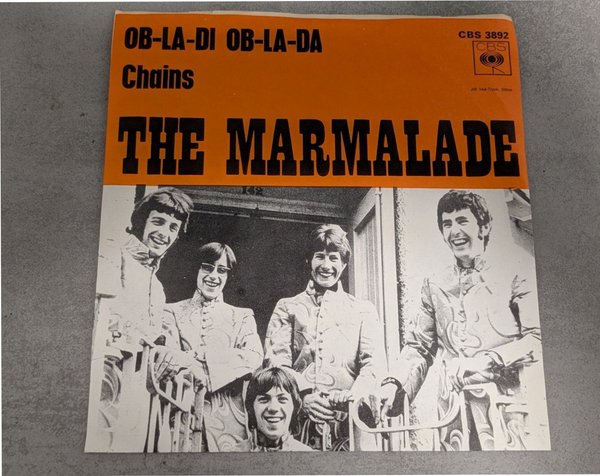 OB-LA-DI OB-LA-DA
CBS 3892
CBS
Chains
THE MARMALADE